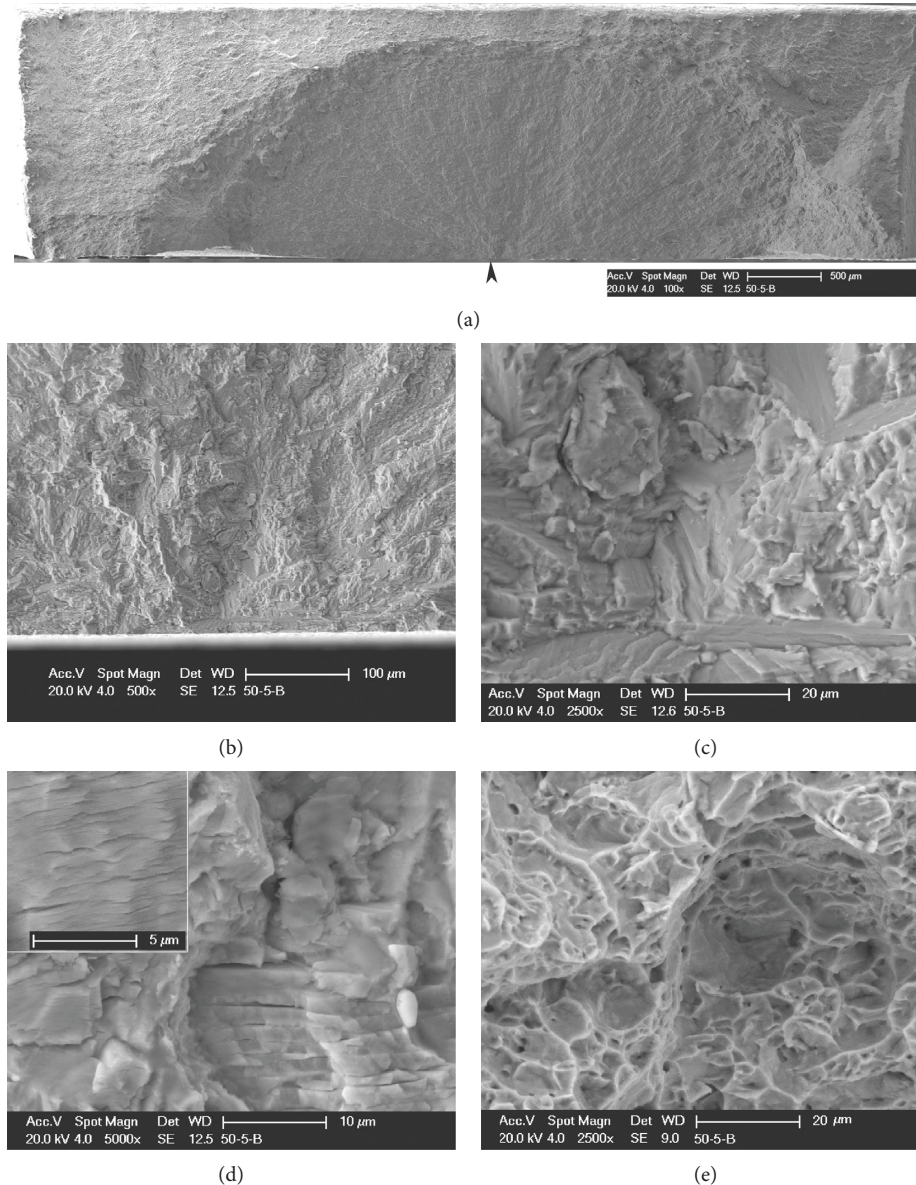 Acc.V Spot Magn Det WD 500 µm
20.0 kV 4.0 100x SE 12.5 50-5-B
(a)
Acc.V Spot Magn Det WD 100 µm
20.0 kV 4.0 500x SE 12.5 50-5-B
(b)
Acc.V Spot Magn Det WD 20 µm
20.0 kV 4.0 2500x SE 12.6 50-5-B
(c)
5 µm
Acc.V Spot Magn Det WD 10 µm
20.0 kV 4.0 5000x SE 12.5 50-5-B
(d)
Acc.V Spot Magn Det WD 20 µm
20.0 kV 4.0 2500x SE 9.0 50-5-B
(e)